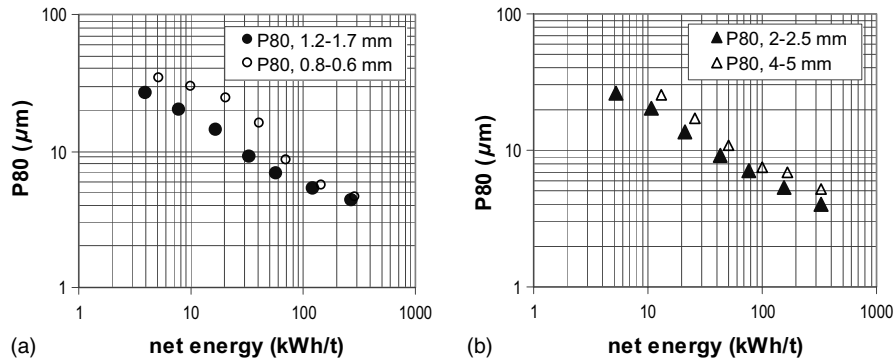 100
P80, 1.2-1.7 mm
P80, 0.8-0.6 mm
P80 (µm)
10
1
1 10 100 1000
(a) net energy (kWh/t)
100
P80, 2-2.5 mm
P80, 4-5 mm
P80 (µm)
10
1
1 10 100 1000
(b) net energy (kWh/t)